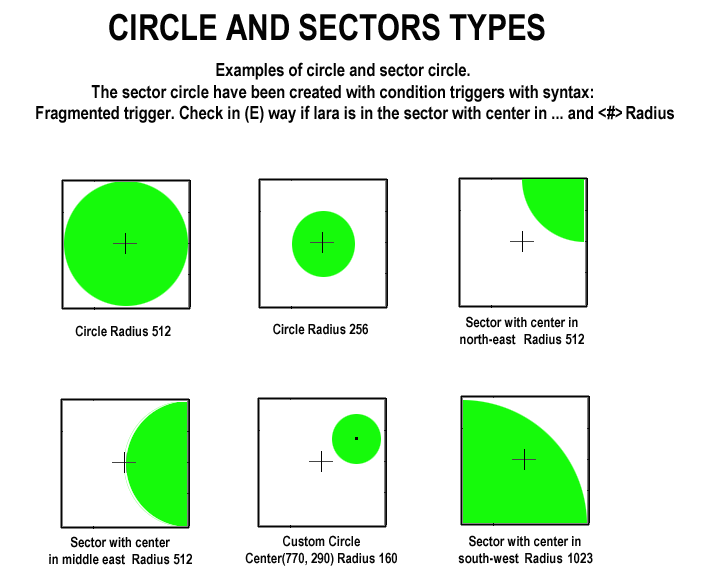 CIRCLE AND SECTORS TYPES
Examples of circle and sector circle.
The sector circle have been created with condition triggers with syntax:
Fragmented trigger. Check in (E) way if lara is in the sector with center in ... and <#> Radius
Circle Radius 512
Circle Radius 256
Sector with center in
north-east Radius 512
Sector with center
in middle east Radius 512
Custom Circle
Center(770, 290) Radius 160
Sector with center in
south-west Radius 1023